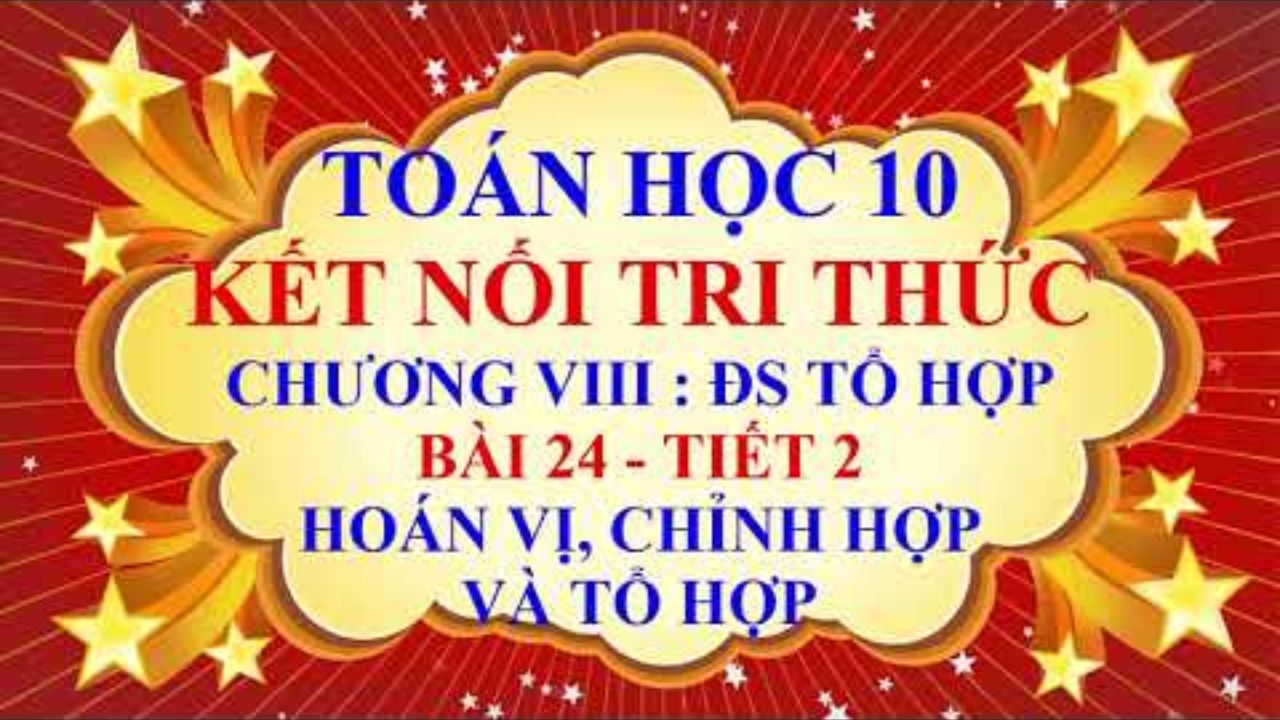 TOÁN HỌC 10
KẾT NỐI TRI THỨC
CHƯƠNG VIII : ĐS TỔ HỢP
BÀI 24 - TIẾT 2
HOÁN VỊ, CHỈNH HỢP
VÀ TỔ HỢP